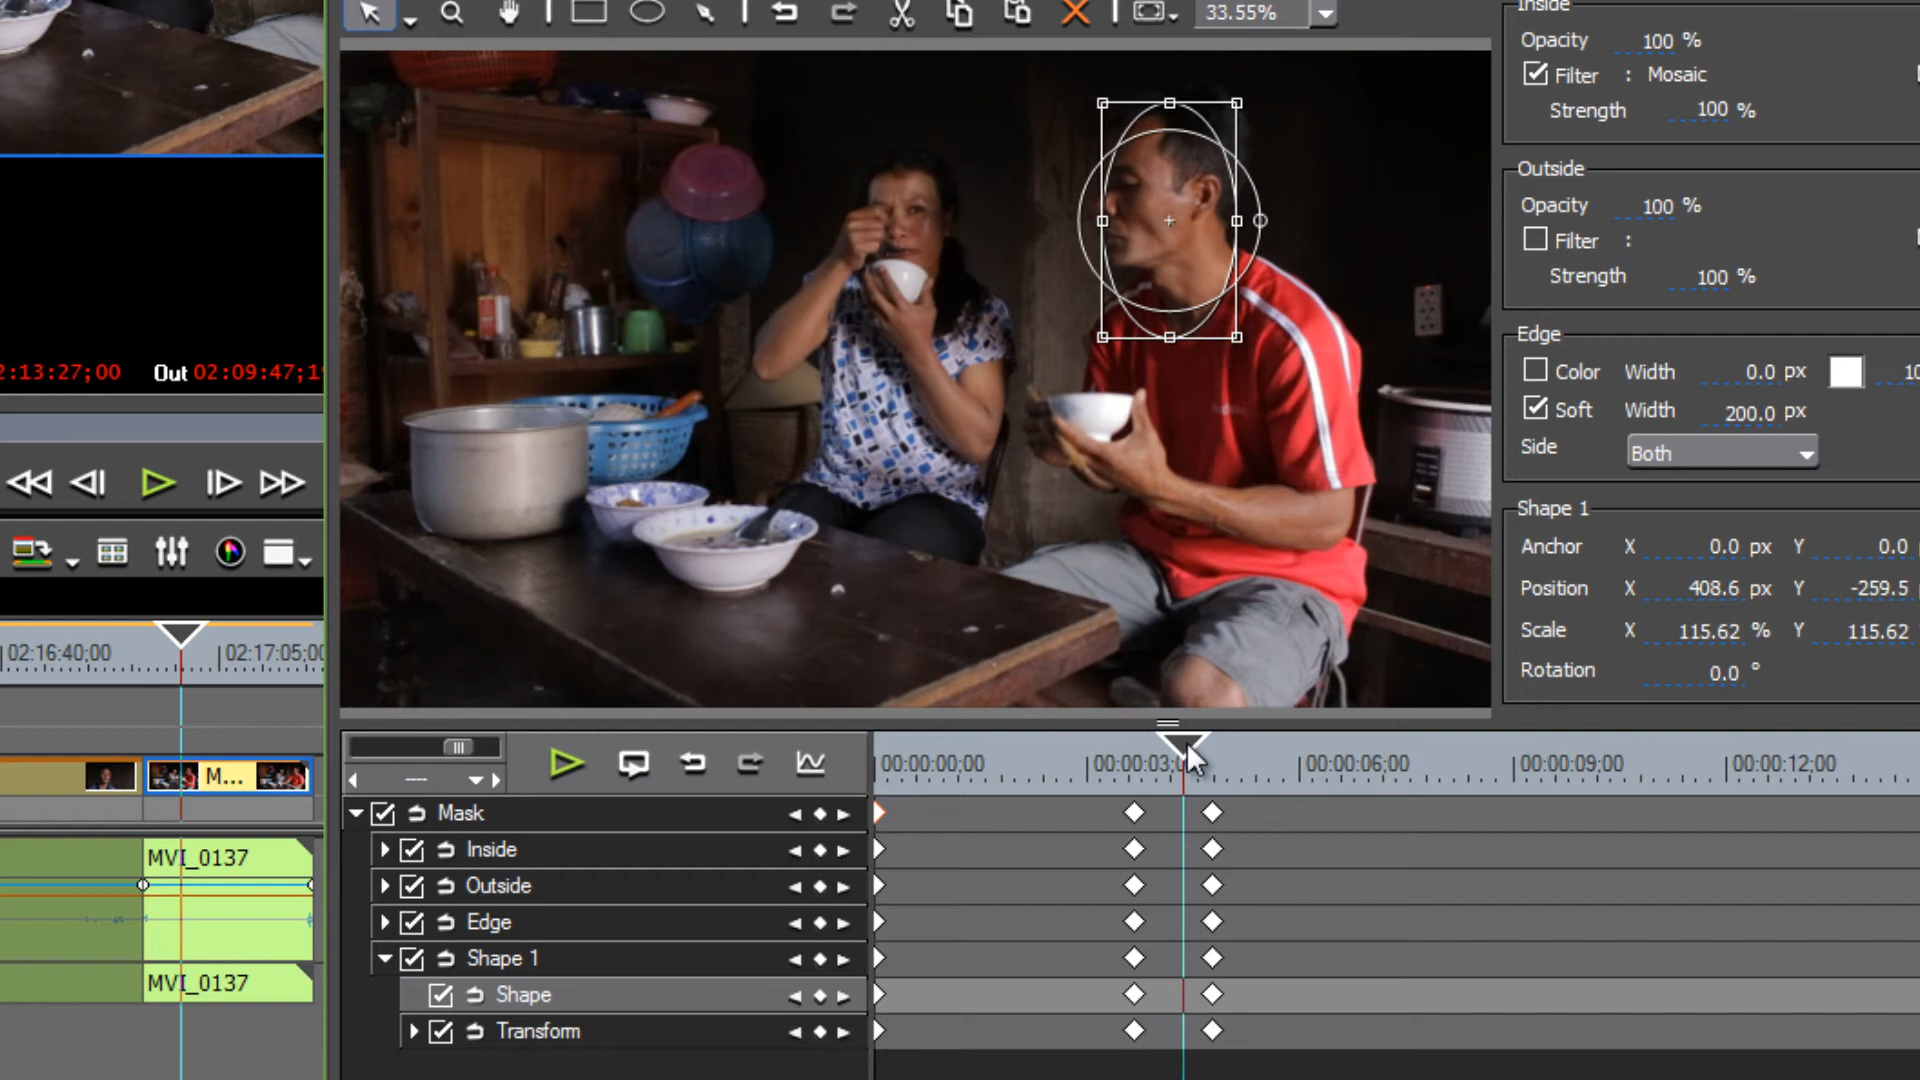 33.55%
Inside
Opacity 100 %
Filter : Mosaic
Strength 100 %
Outside
Opacity 100 %
Filter :
Strength 100 %
Edge
Color Width 0.0 px
Soft Width 200.0 px
Side Both
Shape 1
Anchor X 0.0 px Y 0.0
Position X 408.6 px Y -259.5
Scale X 115.62 % Y 115.62
Rotation 0.0 °
2:13:27;00 Out 02:09:47;1
02:16:40;00 02:17:05;00
M...
MVI_0137
MVI_0137
00:00:00;00 00:00:03; 00:00:06;00 00:00:09;00 00:00:12;00
Mask
Inside
Outside
Edge
Shape 1
Shape
Transform